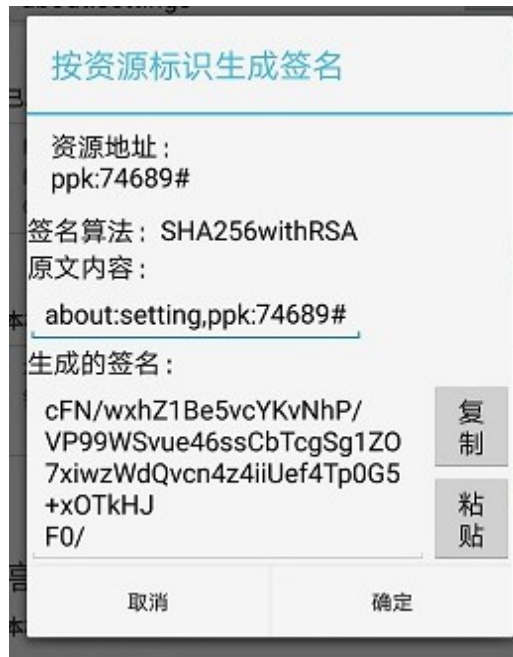 按资源标识生成签名
资源地址:
ppk:74689#
签名算法: SHA256withRSA
原文内容:
about:setting,ppk:74689#
生成的签名:
cFN/wxhZ1Be5vcYKvNhP/
VP99WSvue46ssCbTcgSg1ZO
7xiwzWdQvcn4z4iiUef4Tp0G5
+xOTkHJ
F0/
复制
粘贴
取消
确定